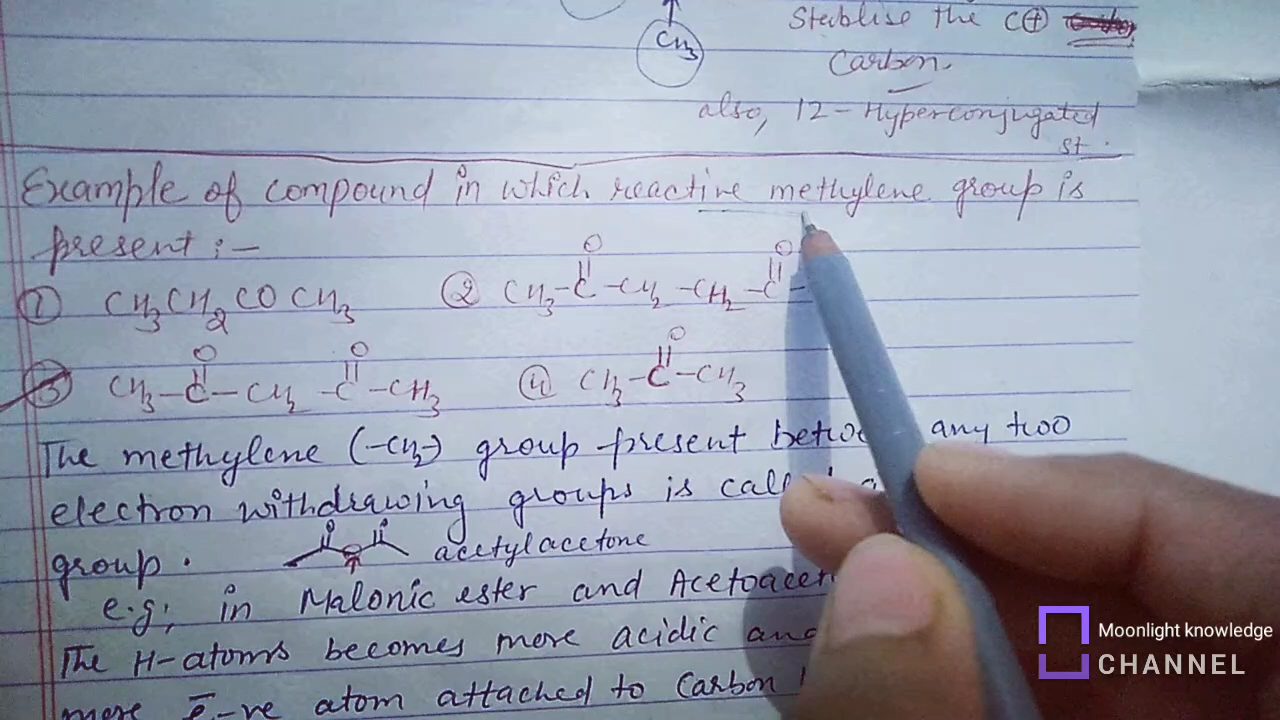 CH3
Stablise the C⊕
Carbon.
also, 12-Hyperconjugated
st.
Example of compound in which reactive methylene group is
present :-
① CH3CH2COCH3 ② CH3-C-CH2-CH2-C-
O O
③ CH3-C-CH2 C-CH3 ④ CH3-C-CH3
O O O
The methylene (-CH2) group present any two
electron withdrawing groups is
group. acetylacetone
e.g; in Malonic ester and
The H-atoms becomes more acidic and
more e-ve atom attached to Carbon
Moonlight knowledge
CHANNEL